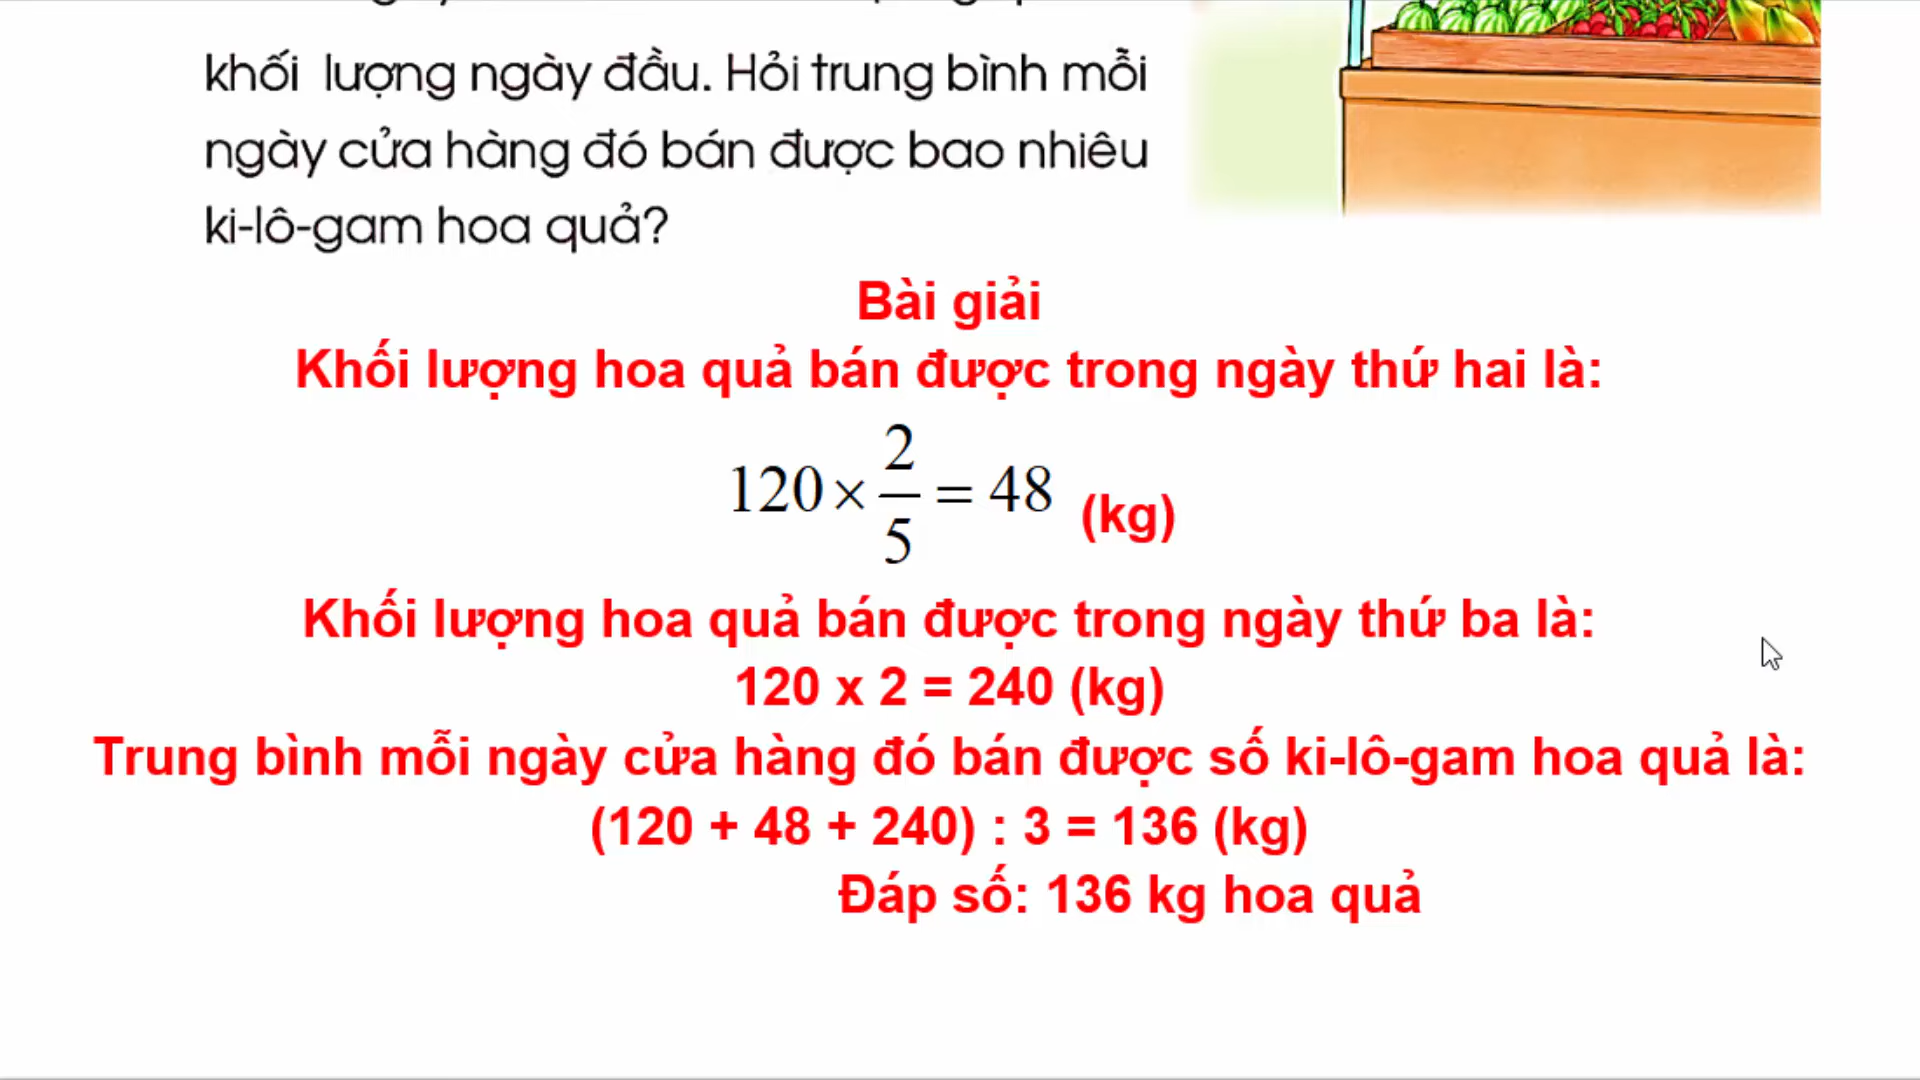 khối lượng ngày đầu. Hỏi trung bình mỗi
ngày cửa hàng đó bán được bao nhiêu
ki-lô-gam hoa quả?
Bài giải
Khối lượng hoa quả bán được trong ngày thứ hai là:
120 × 2/5 = 48 (kg)
Khối lượng hoa quả bán được trong ngày thứ ba là:
120 x 2 = 240 (kg)
Trung bình mỗi ngày cửa hàng đó bán được số ki-lô-gam hoa quả là:
(120 + 48 + 240) : 3 = 136 (kg)
Đáp số: 136 kg hoa quả